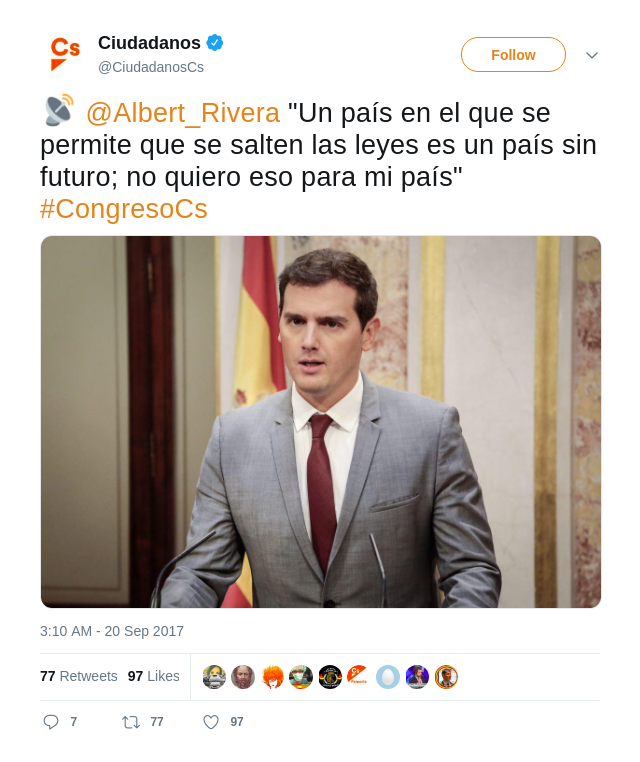 Cs
Ciudadanos
@CiudadanosCs
Follow
@Albert_Rivera "Un país en el que se
permite que se salten las leyes es un país sin
futuro; no quiero eso para mi país"
#CongresoCs
3:10 AM - 20 Sep 2017
77 Retweets 97 Likes
7 77 97